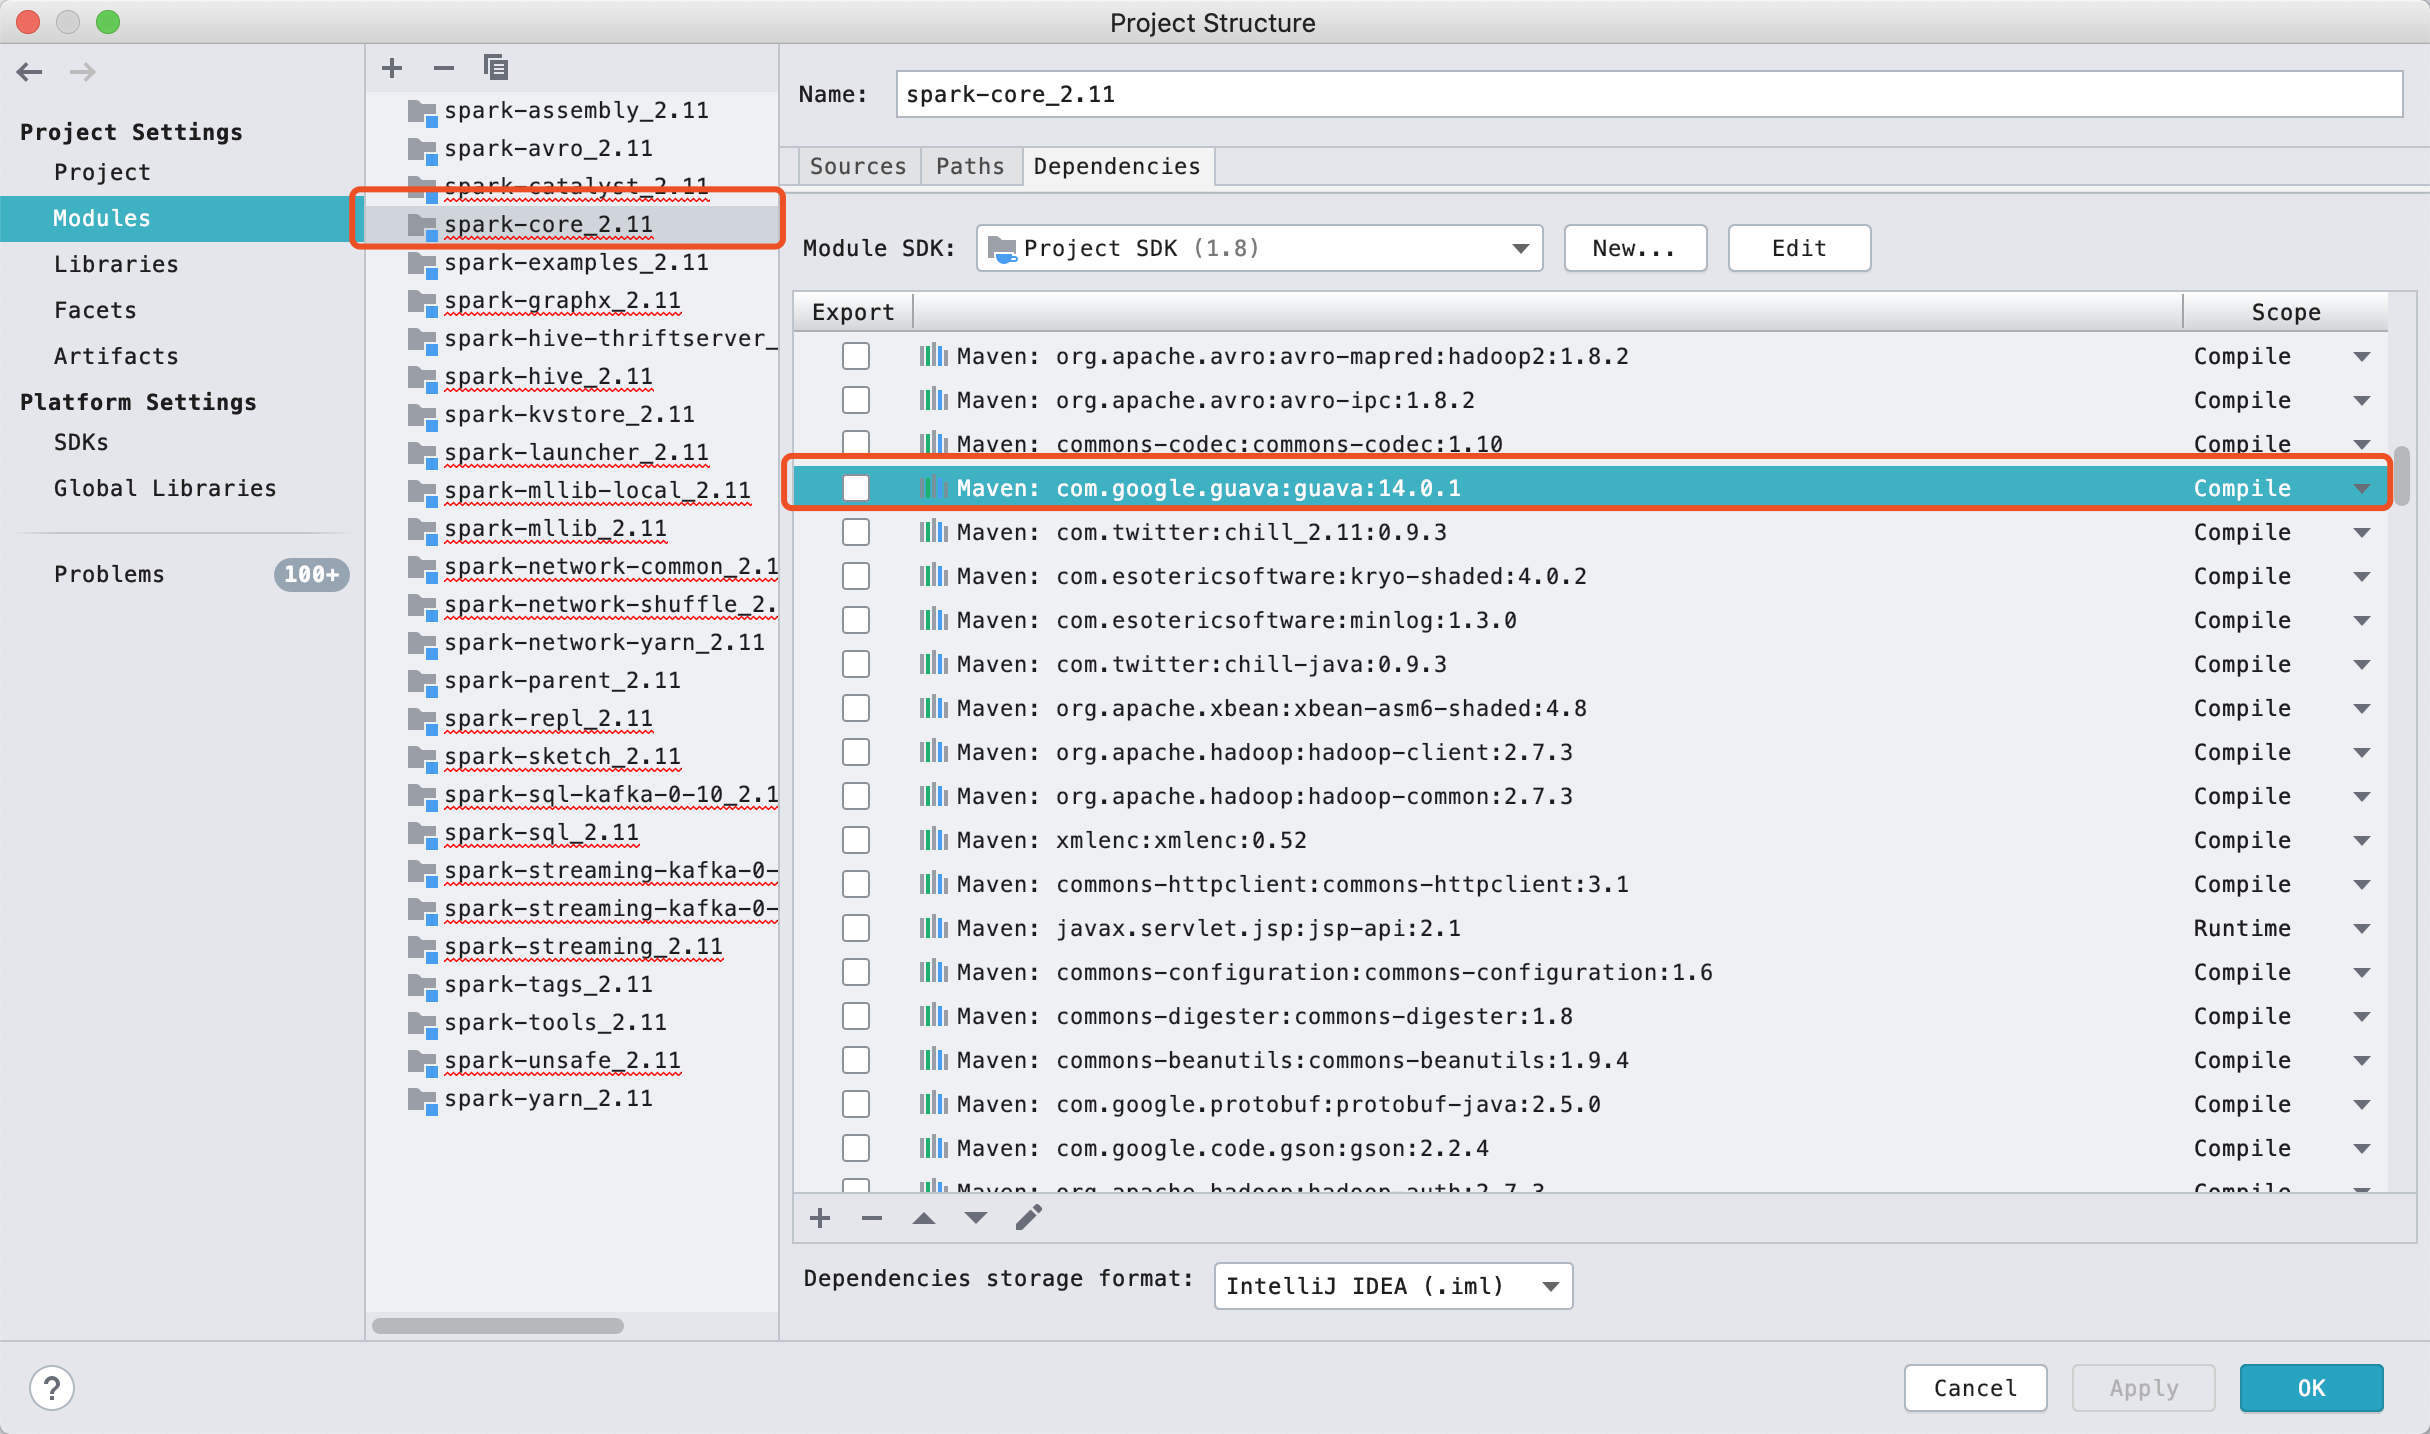 Project Structure
Project Settings
Project
Modules
Libraries
Facets
Artifacts
Platform Settings
SDKs
Global Libraries
Problems 100+
spark-assembly_2.11
spark-avro_2.11
spark-catalyst_2.11
spark-core_2.11
spark-examples_2.11
spark-graphx_2.11
spark-hive-thriftserver_
spark-hive_2.11
spark-kvstore_2.11
spark-launcher_2.11
spark-mllib-local_2.11
spark-mllib_2.11
spark-network-common_2.1
spark-network-shuffle_2.
spark-network-yarn_2.11
spark-parent_2.11
spark-repl_2.11
spark-sketch_2.11
spark-sql-kafka-0-10_2.1
spark-sql_2.11
spark-streaming-kafka-0-
spark-streaming-kafka-0-
spark-streaming_2.11
spark-tags_2.11
spark-tools_2.11
spark-unsafe_2.11
spark-yarn_2.11
Name: spark-core_2.11
Sources Paths Dependencies
Module SDK: Project SDK (1.8) New... Edit
Export Scope
Maven: org.apache.avro:avro-mapred:hadoop2:1.8.2 Compile
Maven: org.apache.avro:avro-ipc:1.8.2 Compile
Maven: commons-codec:commons-codec:1.10 Compile
Maven: com.google.guava:guava:14.0.1 Compile
Maven: com.twitter:chill_2.11:0.9.3 Compile
Maven: com.esotericsoftware:kryo-shaded:4.0.2 Compile
Maven: com.esotericsoftware:minlog:1.3.0 Compile
Maven: com.twitter:chill-java:0.9.3 Compile
Maven: org.apache.xbean:xbean-asm6-shaded:4.8 Compile
Maven: org.apache.hadoop:hadoop-client:2.7.3 Compile
Maven: org.apache.hadoop:hadoop-common:2.7.3 Compile
Maven: xmlenc:xmlenc:0.52 Compile
Maven: commons-httpclient:commons-httpclient:3.1 Compile
Maven: javax.servlet.jsp:jsp-api:2.1 Runtime
Maven: commons-configuration:commons-configuration:1.6 Compile
Maven: commons-digester:commons-digester:1.8 Compile
Maven: commons-beanutils:commons-beanutils:1.9.4 Compile
Maven: com.google.protobuf:protobuf-java:2.5.0 Compile
Maven: com.google.code.gson:gson:2.2.4 Compile
Maven: org.apache.hadoop:hadoop-auth:2.7.3 Compile
Dependencies storage format: IntelliJ IDEA (.iml)
? Cancel Apply OK